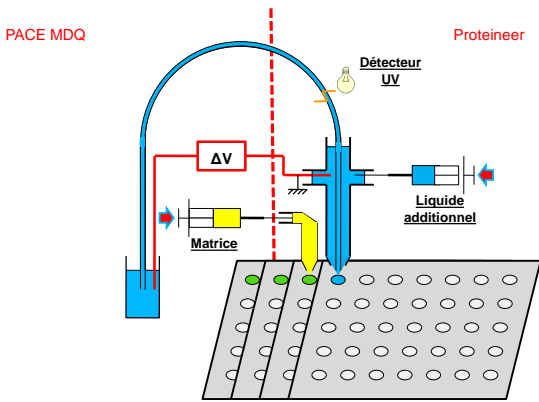 PACE MDQ
Proteineer
Détecteur
UV
ΔV
Liquide
additionnel
Matrice